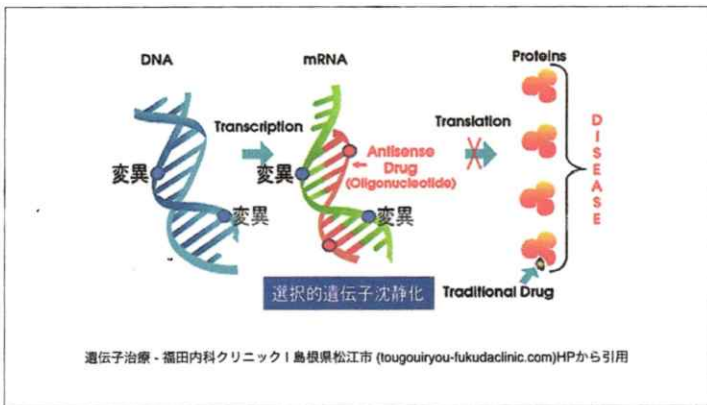 DNA
mRNA
Proteins
Transcription
Translation
変異
変異
変異
変異
Antisense
Drug
(Oligonucleotide)
DISEASE
選択的遺伝子沈静化
Traditional Drug
遺伝子治療 - 福田内科クリニック I 島根県松江市 (tougouiryou-fukudaclinic.com)HPから引用